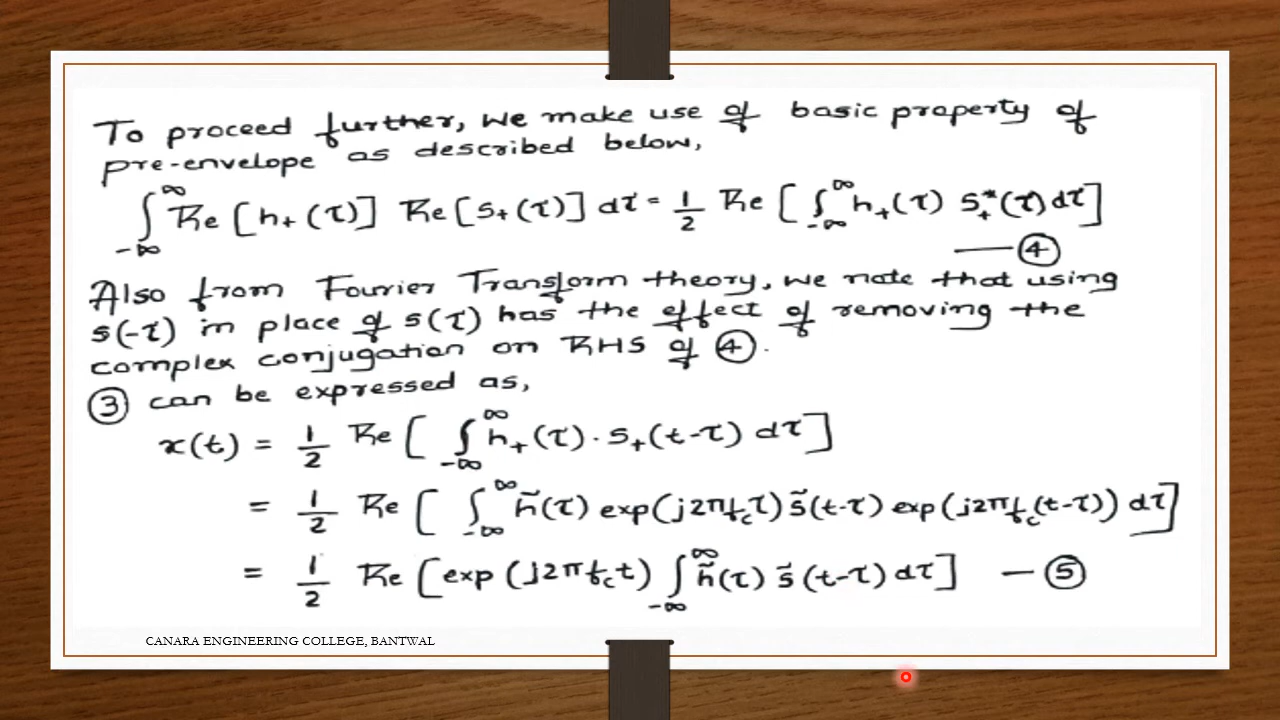 To proceed further, we make use of basic property of
pre-envelope as described below,
∫_{-∞}^{∞} Re [h₊(τ)] Re [s₊(τ)] dτ = 1/2 Re [∫_{-∞}^{∞} h₊(τ) s₊*(τ) dτ]
— ④
Also from Fourier Transform theory, we note that using
s(-τ) in place of s(τ) has the effect of removing the
complex conjugation on RHS of ④.
③ can be expressed as,
x(t) = 1/2 Re [∫_{-∞}^{∞} h₊(τ) . s₊(t-τ) dτ]
= 1/2 Re [∫_{-∞}^{∞} h̃(τ) exp(j2πf_cτ) s̃(t-τ) exp(j2πf_c(t-τ)) dτ]
= 1/2 Re [exp (j2πf_ct) ∫_{-∞}^{∞} h̃(τ) s̃(t-τ) dτ] — ⑤
CANARA ENGINEERING COLLEGE, BANTWAL